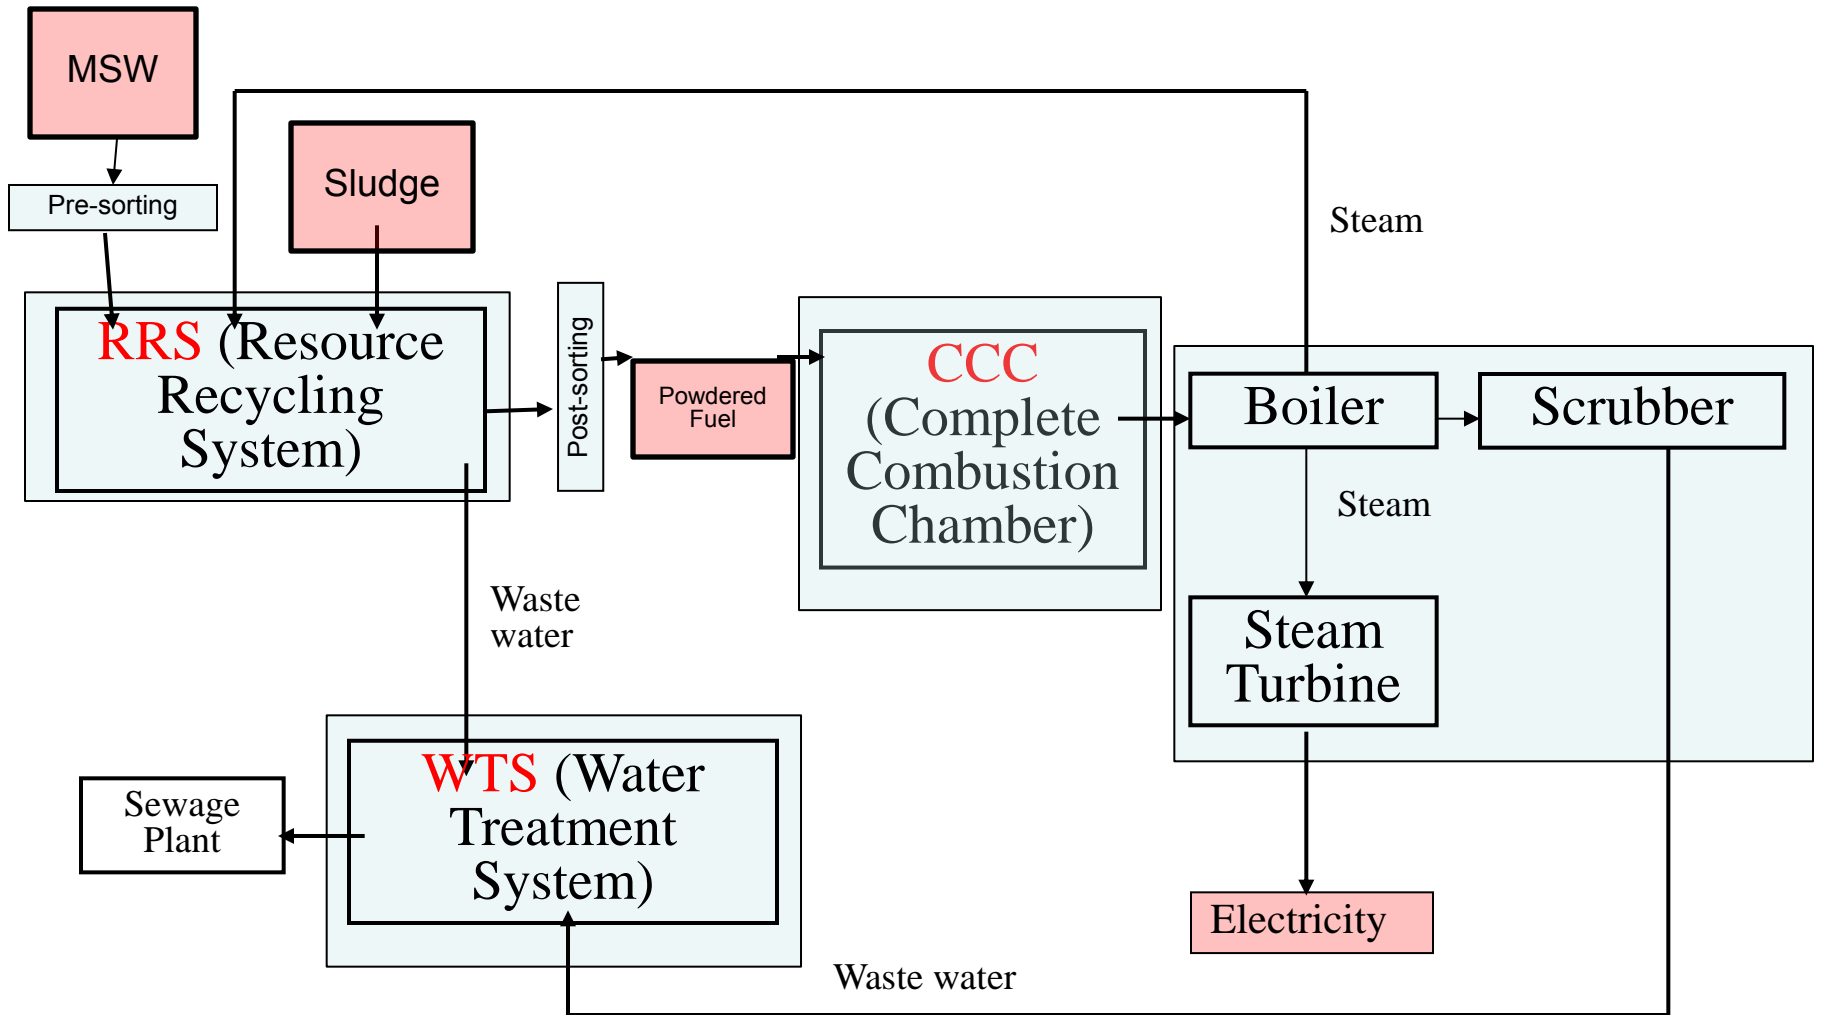 MSW
Pre-sorting
Sludge
Steam
RRS (Resource
Recycling
System)
Post-sorting
Powdered
Fuel
CCC
(Complete
Combustion
Chamber)
Boiler
Scrubber
Steam
Steam
Turbine
Waste
water
WTS (Water
Treatment
System)
Sewage
Plant
Electricity
Waste water